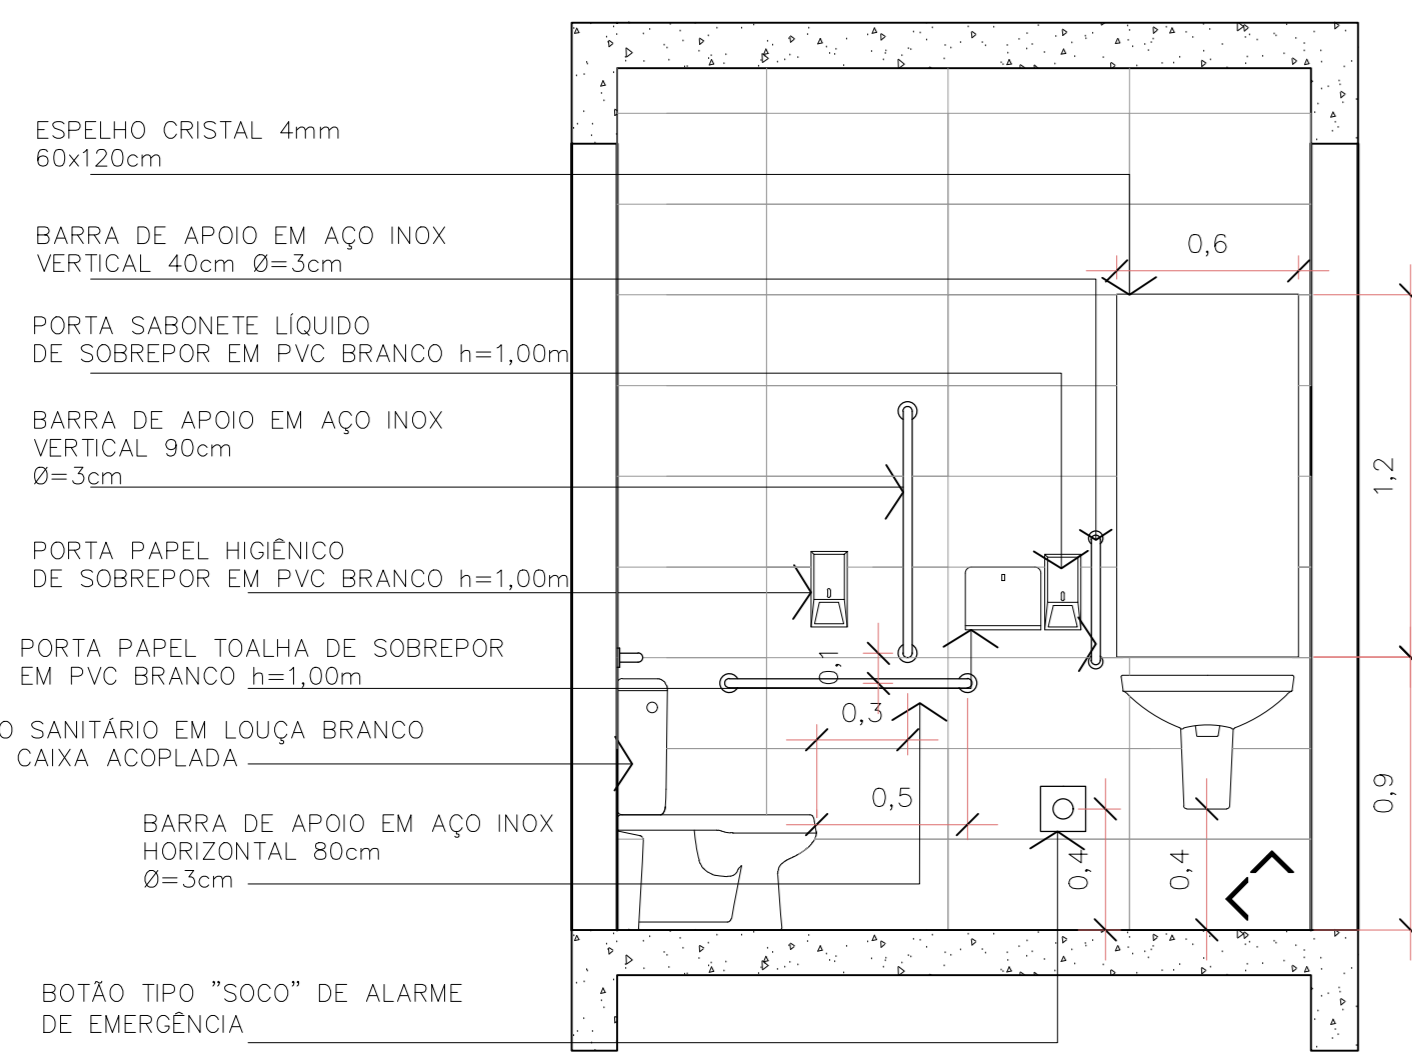 ESPELHO CRISTAL 4mm
60x120cm
BARRA DE APOIO EM AÇO INOX
VERTICAL 40cm Ø=3cm
PORTA SABONETE LÍQUIDO
DE SOBREPOR EM PVC BRANCO h=1,00m
BARRA DE APOIO EM AÇO INOX
VERTICAL 90cm
Ø=3cm
PORTA PAPEL HIGIÊNICO
DE SOBREPOR EM PVC BRANCO h=1,00m
PORTA PAPEL TOALHA DE SOBREPOR
EM PVC BRANCO h=1,00m
O SANITÁRIO EM LOUÇA BRANCO
CAIXA ACOPLADA
BARRA DE APOIO EM AÇO INOX
HORIZONTAL 80cm
Ø=3cm
BOTÃO TIPO "SOCO" DE ALARME
DE EMERGÊNCIA
0,6
1,2
0,1
0,3
0,5
0,9
0,4
0,4